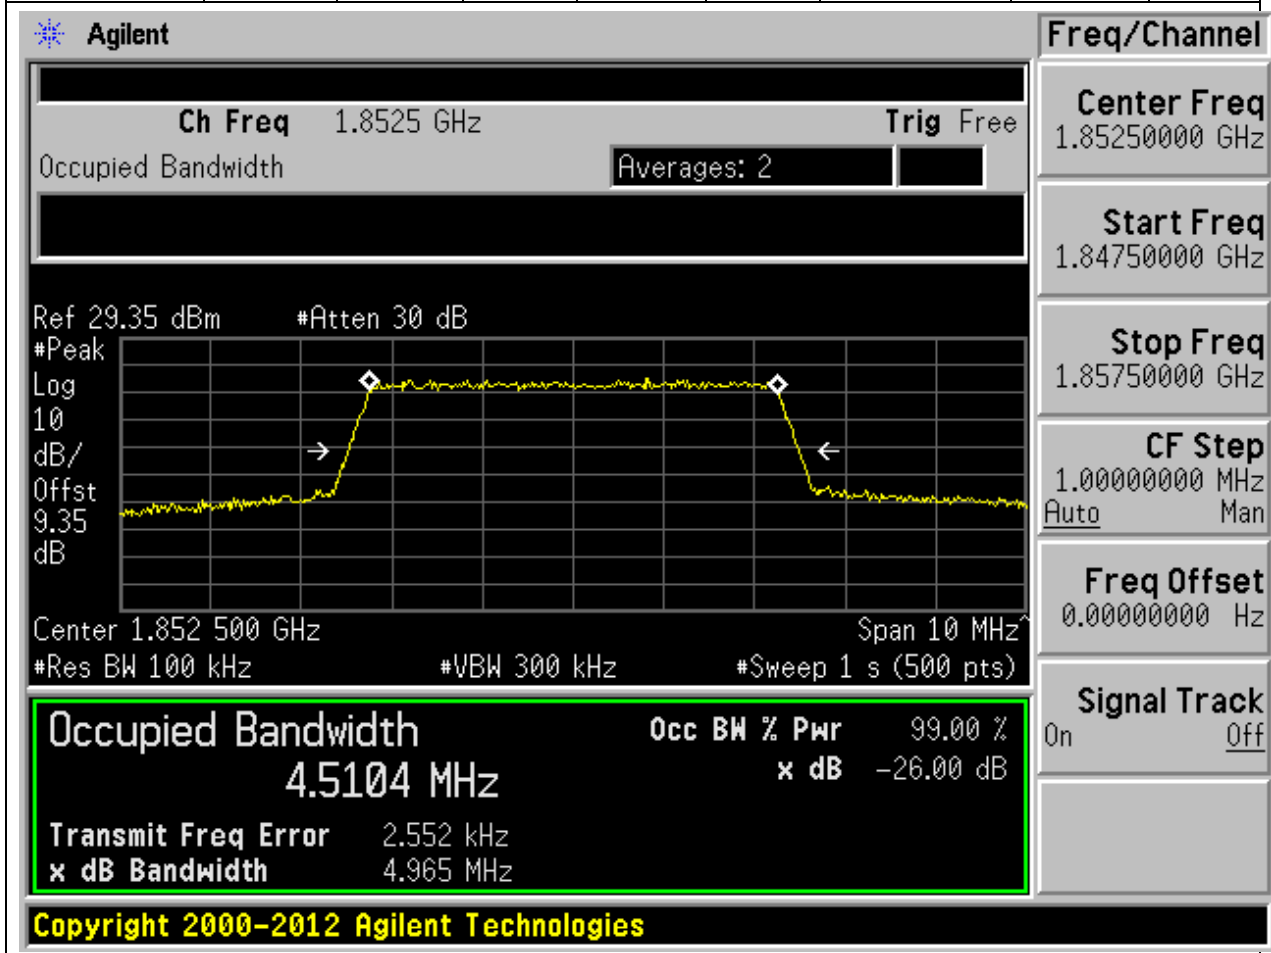 Agilent
Freq/Channel
Ch Freq 1.8525 GHz Trig Free
Occupied Bandwidth Averages: 2
Center Freq
1.85250000 GHz
Start Freq
1.84750000 GHz
Stop Freq
1.85750000 GHz
CF Step
1.00000000 MHz
Auto Man
Freq Offset
0.00000000 Hz
Signal Track
On Off
Ref 29.35 dBm #Atten 30 dB
#Peak
Log
10
dB/
Offst
9.35
dB
Center 1.852 500 GHz Span 10 MHz^
#Res BW 100 kHz #VBW 300 kHz #Sweep 1 s (500 pts)
Occupied Bandwidth
4.5104 MHz
Occ BW % Pwr 99.00 %
x dB -26.00 dB
Transmit Freq Error 2.552 kHz
x dB Bandwidth 4.965 MHz
Copyright 2000-2012 Agilent Technologies